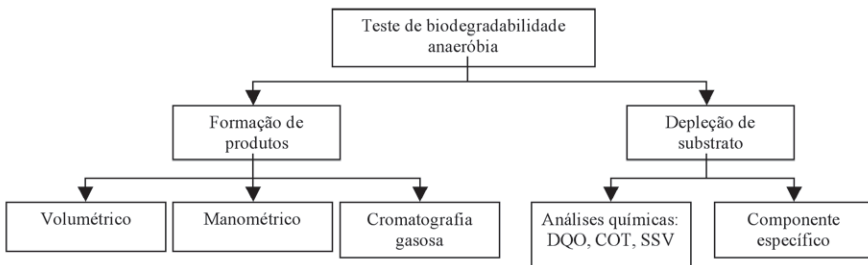 Teste de biodegradabilidade
anaeróbia
Formação de
produtos
Depleção de
substrato
Volumétrico
Manométrico
Cromatografia
gasosa
Análises químicas:
DQO, COT, SSV
Componente
específico